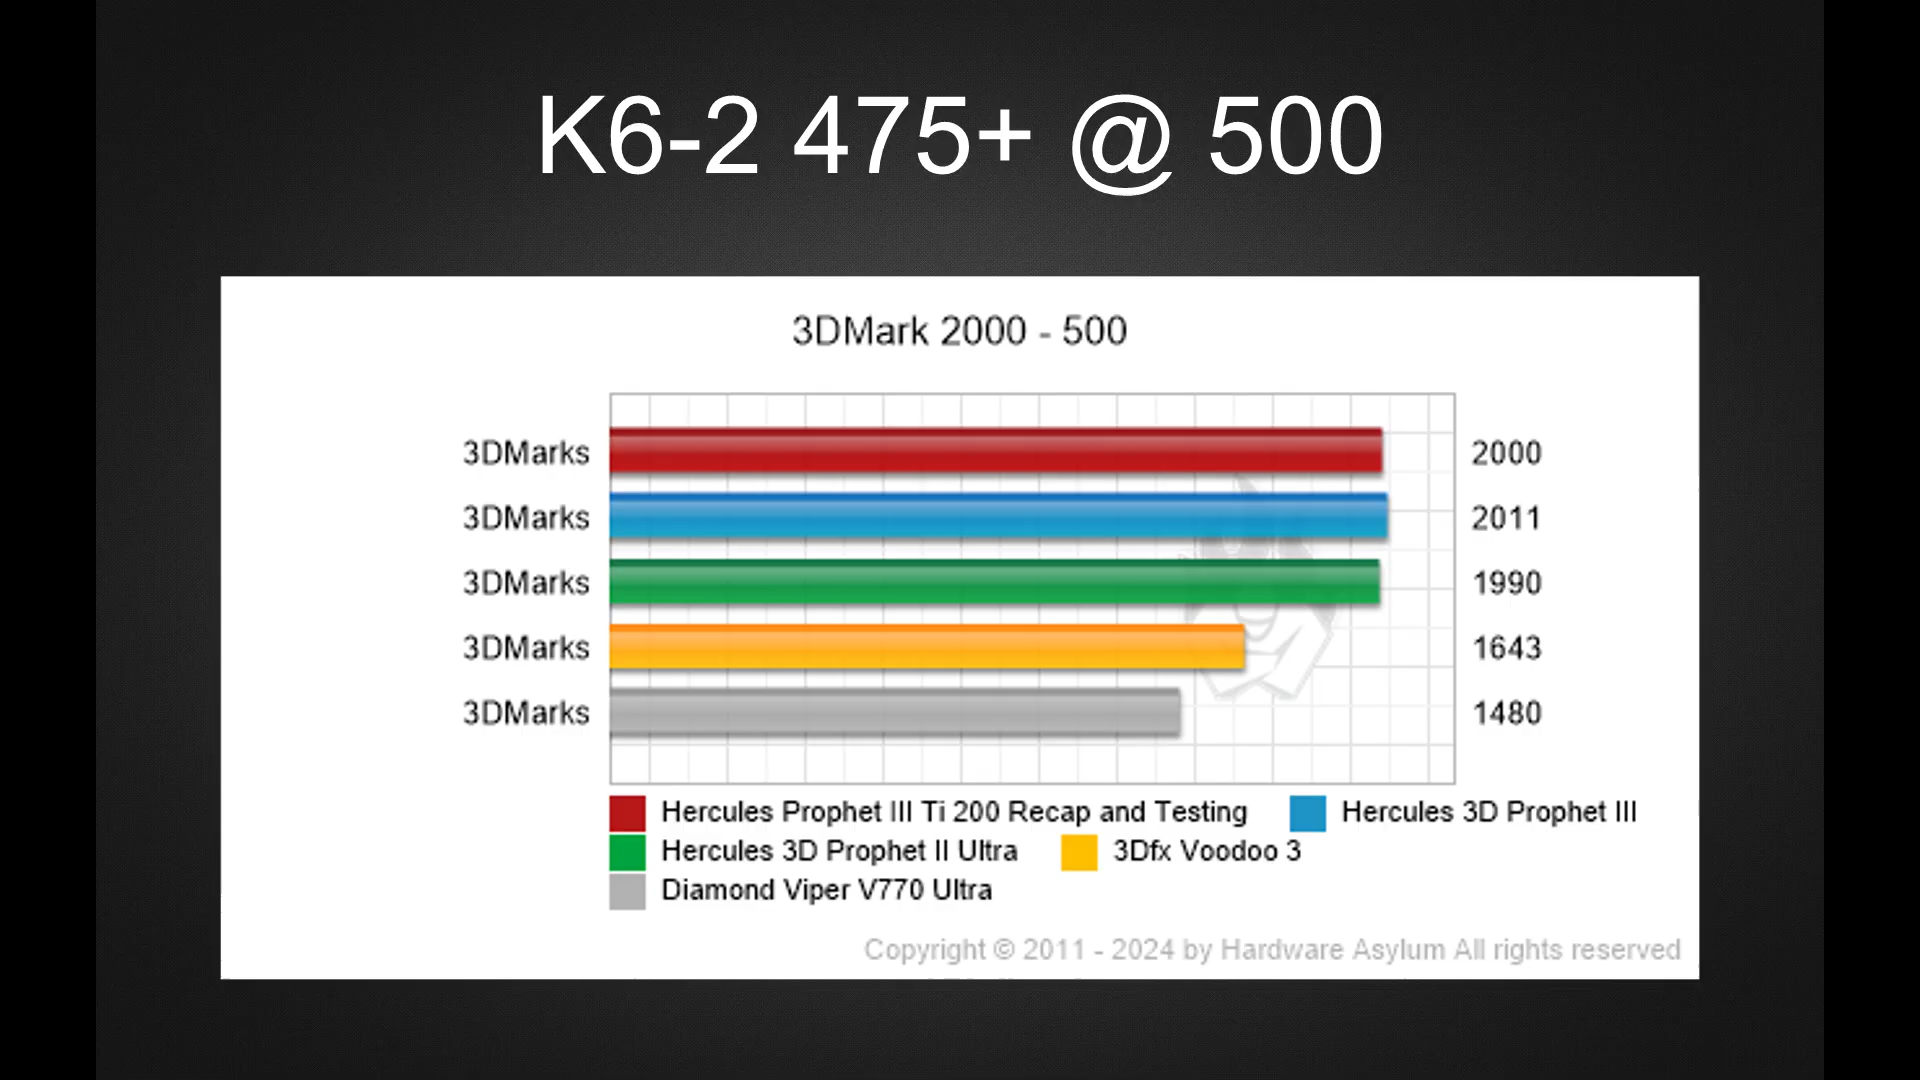 K6-2 475+ @ 500
3DMark 2000 - 500
3DMarks 2000
3DMarks 2011
3DMarks 1990
3DMarks 1643
3DMarks 1480
Hercules Prophet III Ti 200 Recap and Testing Hercules 3D Prophet III
Hercules 3D Prophet II Ultra 3Dfx Voodoo 3
Diamond Viper V770 Ultra
Copyright © 2011 - 2024 by Hardware Asylum All rights reserved